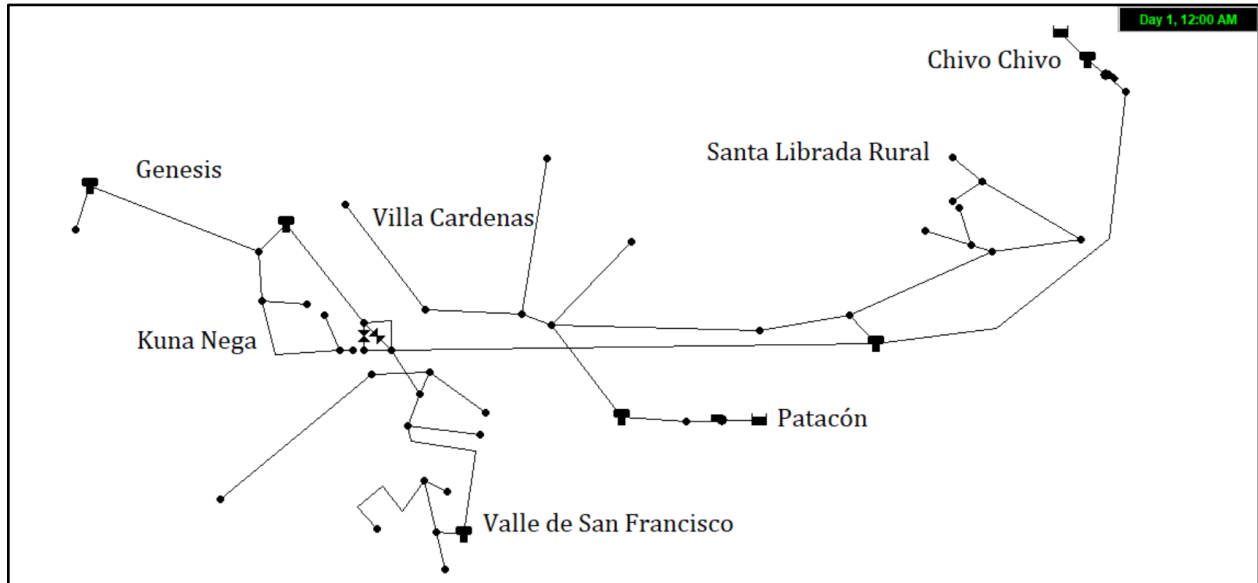 Day 1, 12:00 AM
Chivo Chivo
Santa Librada Rural
Genesis
Villa Cardenas
Kuna Nega
Patacón
Valle de San Francisco